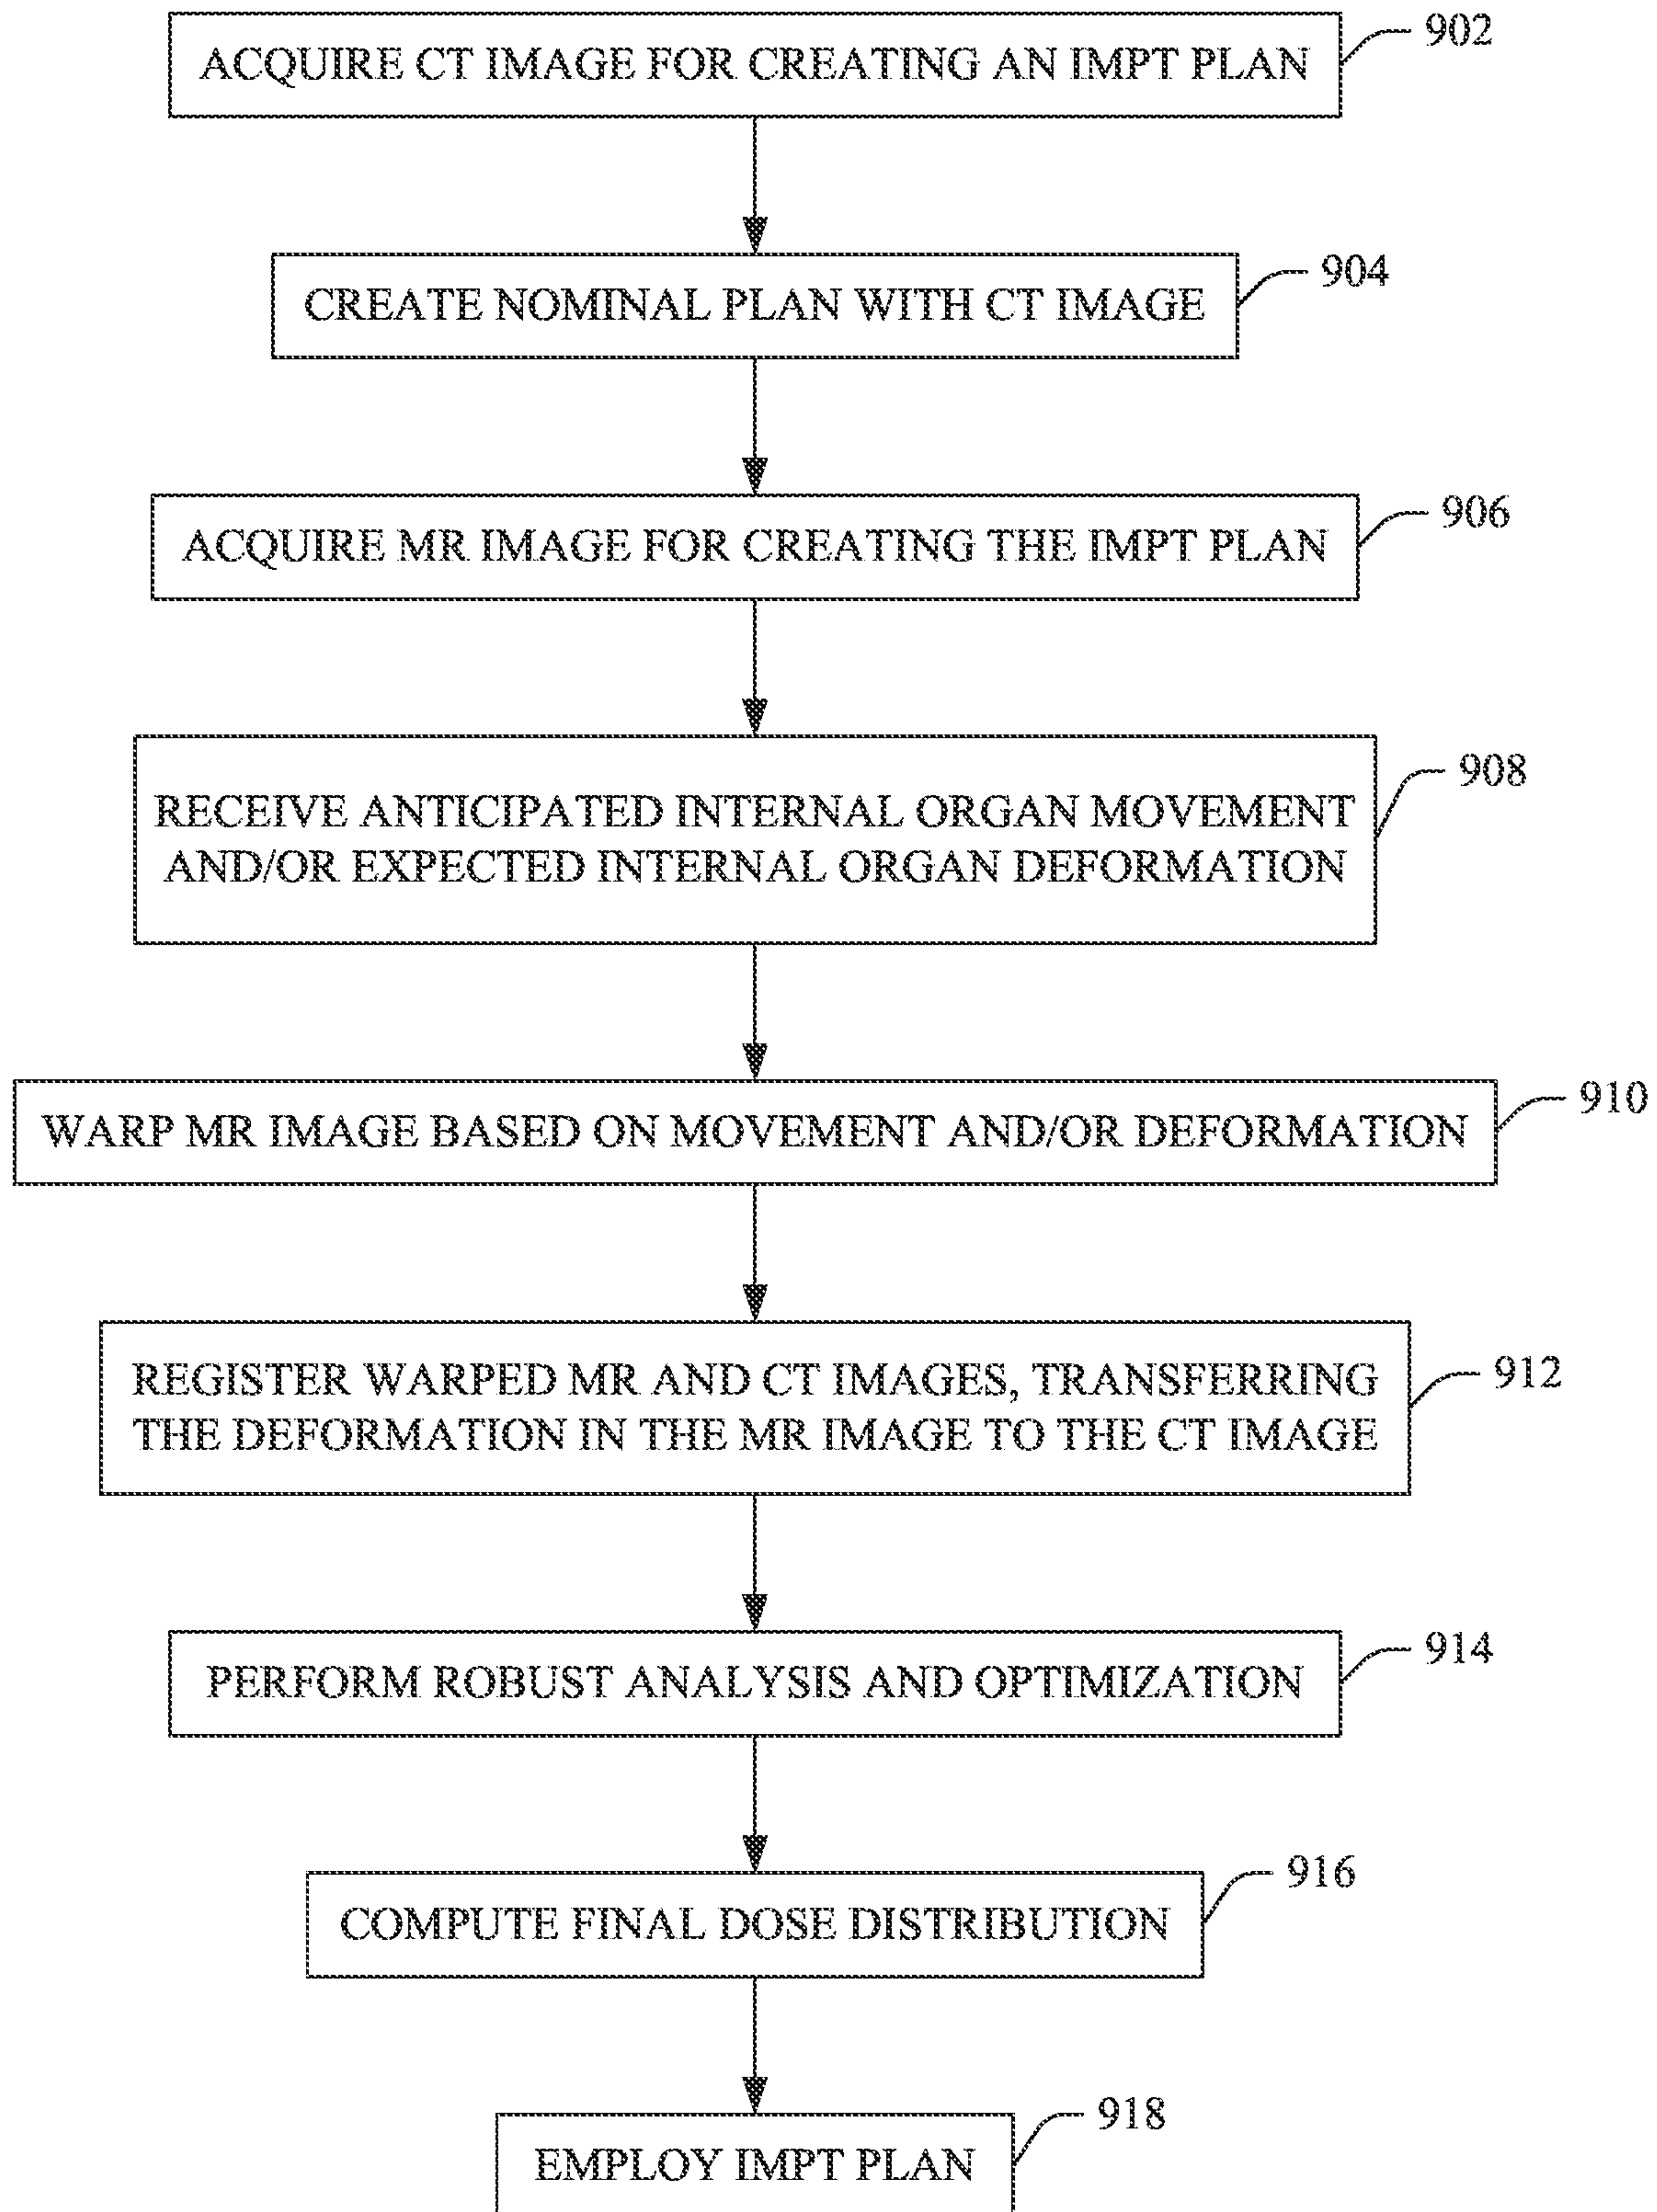 902
ACQUIRE CT IMAGE FOR CREATING AN IMPT PLAN
904
CREATE NOMINAL PLAN WITH CT IMAGE
906
ACQUIRE MR IMAGE FOR CREATING THE IMPT PLAN
908
RECEIVE ANTICIPATED INTERNAL ORGAN MOVEMENT
AND/OR EXPECTED INTERNAL ORGAN DEFORMATION
910
WARP MR IMAGE BASED ON MOVEMENT AND/OR DEFORMATION
912
REGISTER WARPED MR AND CT IMAGES, TRANSFERRING
THE DEFORMATION IN THE MR IMAGE TO THE CT IMAGE
914
PERFORM ROBUST ANALYSIS AND OPTIMIZATION
916
COMPUTE FINAL DOSE DISTRIBUTION
918
EMPLOY IMPT PLAN